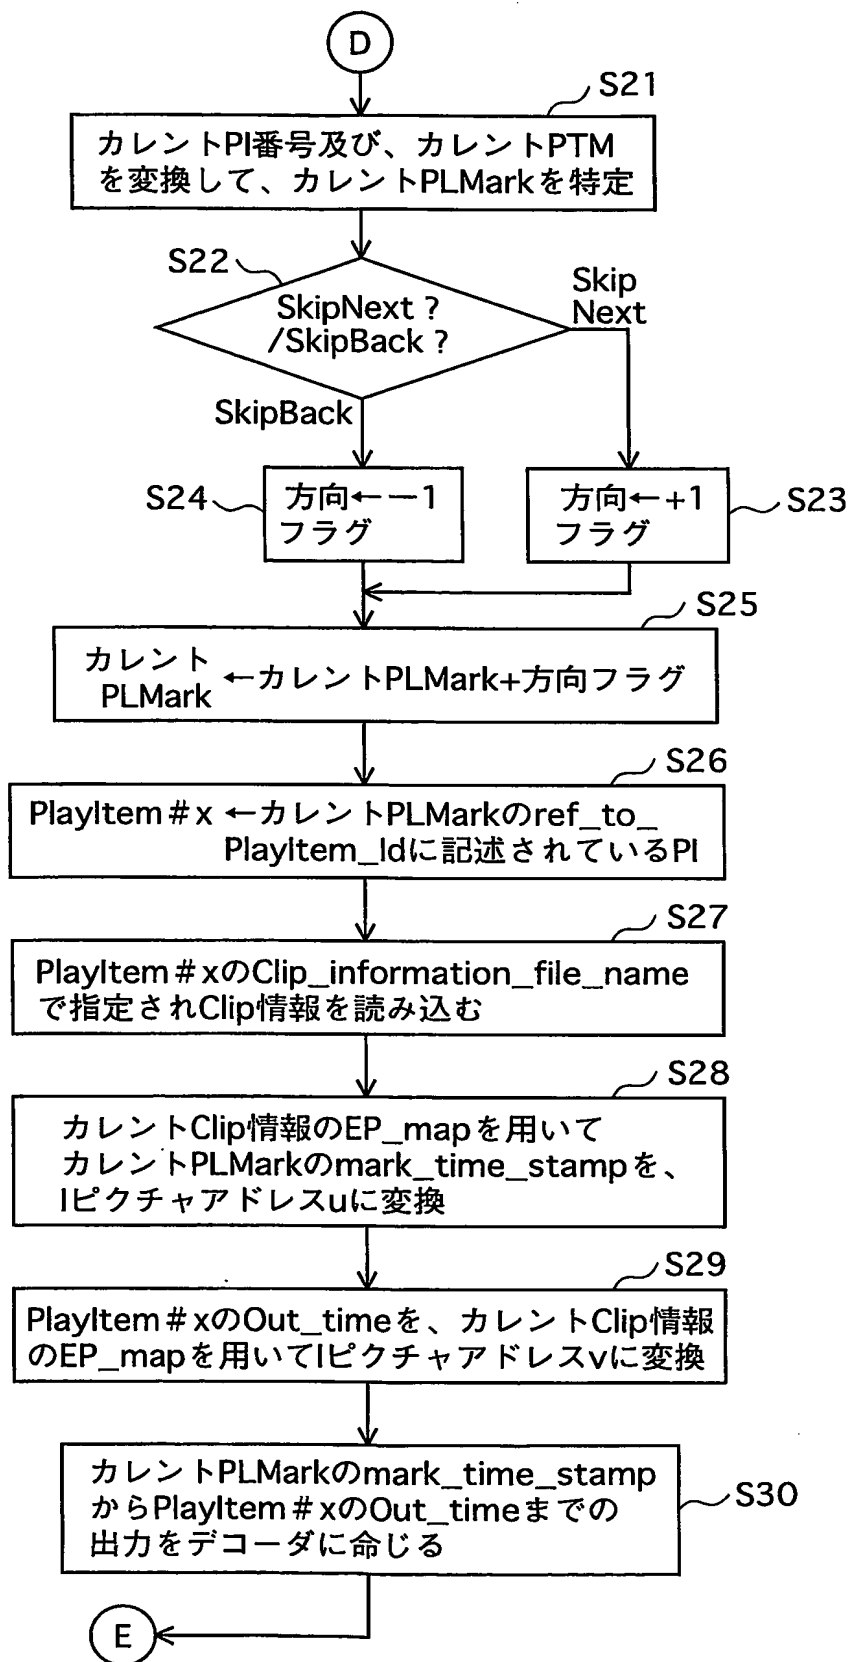 D
S21
カレントPI番号及び、カレントPTM
を変換して、カレントPLMarkを特定
S22
SkipNext ?
/SkipBack ?
Skip
Next
SkipBack
S24
方向←－1
フラグ
方向←+1
フラグ
S23
S25
カレント
PLMark
←カレントPLMark+方向フラグ
S26
PlayItem＃x ←カレントPLMarkのref_to_
PlayItem_Idに記述されているPI
S27
PlayItem＃xのClip_information_file_name
で指定されClip情報を読み込む
S28
カレントClip情報のEP_mapを用いて
カレントPLMarkのmark_time_stampを、
Iピクチャアドレスuに変換
S29
PlayItem＃xのOut_timeを、カレントClip情報
のEP_mapを用いてIピクチャアドレスvに変換
カレントPLMarkのmark_time_stamp
からPlayItem＃xのOut_timeまでの
出力をデコーダに命じる
S30
E